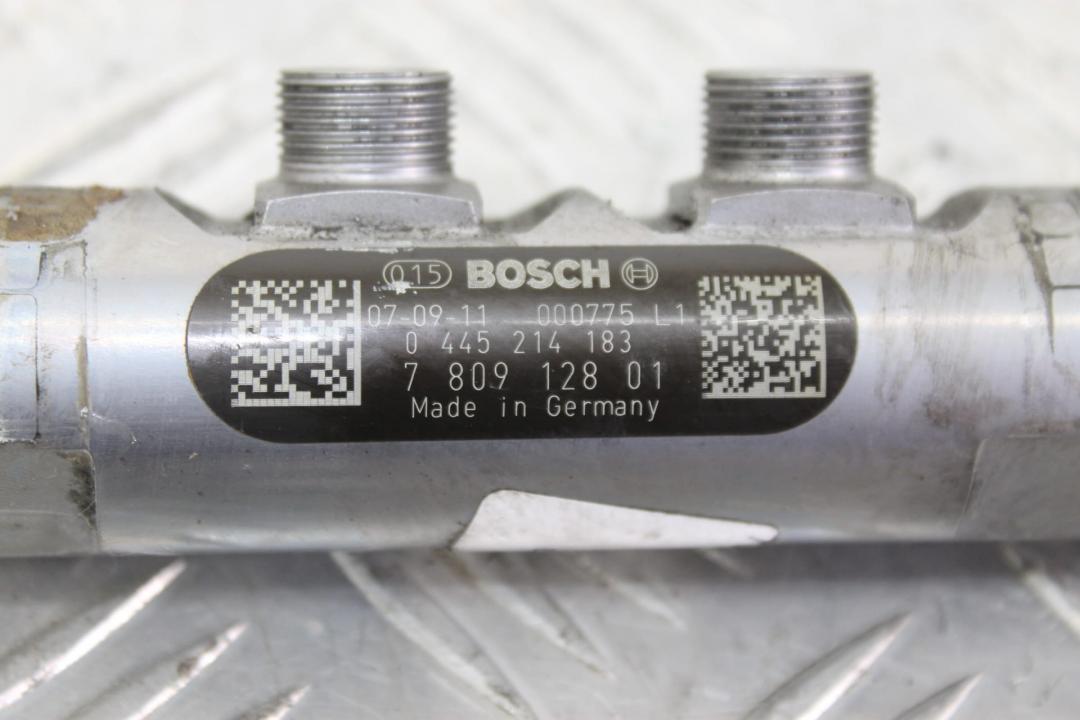 015 BOSCH
07-09-11 000775 L1
0 445 214 183
7 809 128 01
Made in Germany